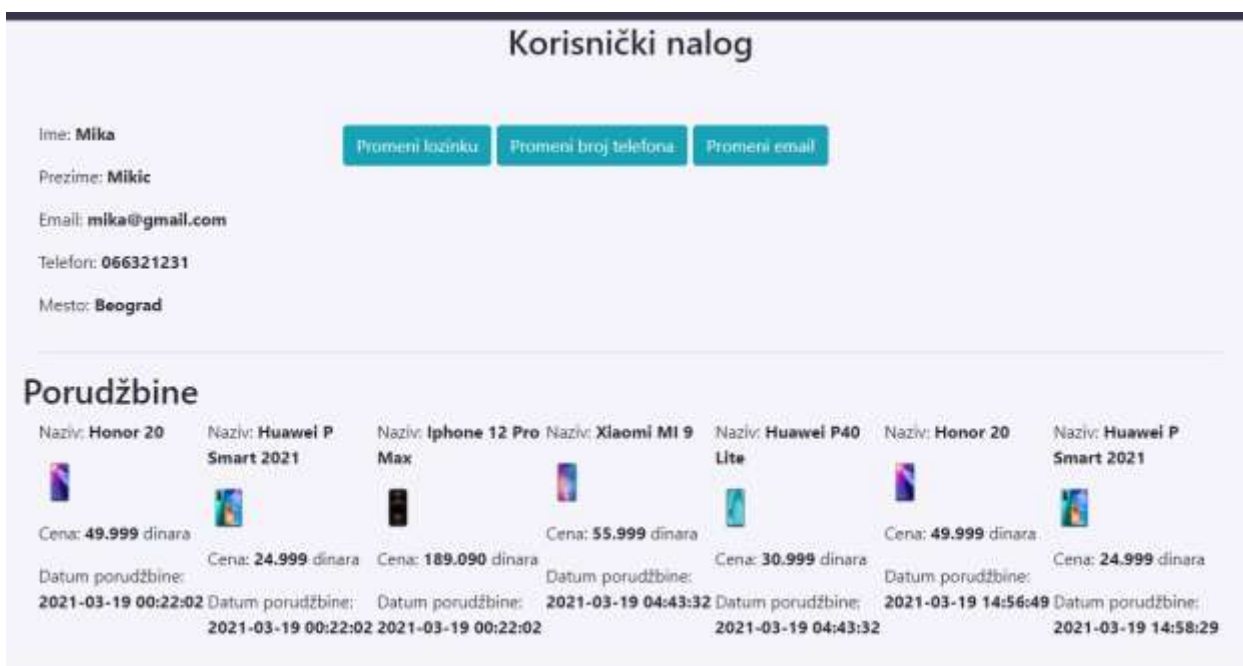 Korisnički nalog
Ime: Mika
Promeni lozinku
Promeni broj telefona
Promeni email
Prezime: Mikic
Email: mika@gmail.com
Telefon: 066321231
Mesto: Beograd
Porudžbine
Naziv: Honor 20
Cena: 49.999 dinara
Datum porudžbine:
2021-03-19 00:22:02
Naziv: Huawei P
Smart 2021
Cena: 24.999 dinara
Datum porudžbine:
2021-03-19 00:22:02
Naziv: Iphone 12 Pro
Max
Cena: 189.090 dinara
Datum porudžbine:
2021-03-19 00:22:02
Naziv: Xiaomi MI 9
Cena: 55.999 dinara
Datum porudžbine:
2021-03-19 04:43:32
Naziv: Huawei P40
Lite
Cena: 30.999 dinara
Datum porudžbine:
2021-03-19 04:43:32
Naziv: Honor 20
Cena: 49.999 dinara
Datum porudžbine:
2021-03-19 14:56:49
Naziv: Huawei P
Smart 2021
Cena: 24.999 dinara
Datum porudžbine:
2021-03-19 14:58:29